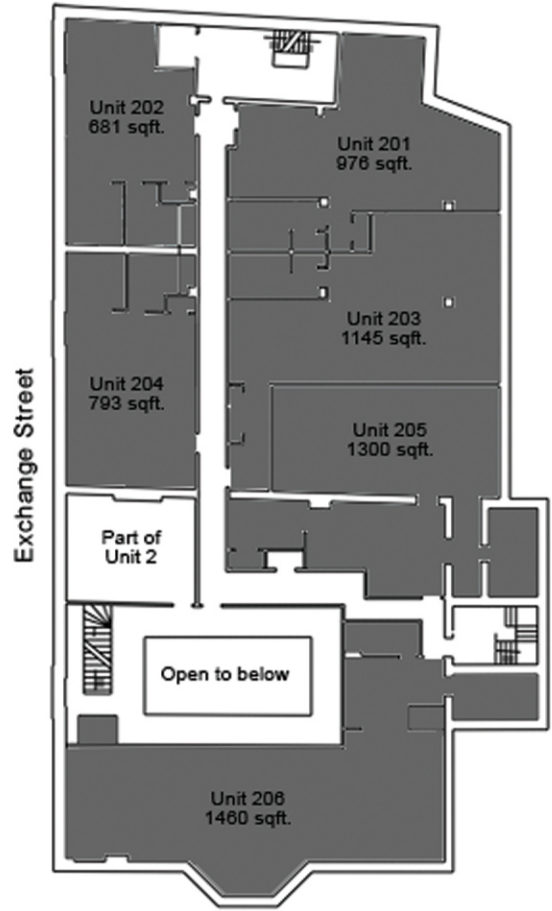 Unit 202
681 sqft.
Unit 201
976 sqft.
Unit 203
1145 sqft.
Unit 204
793 sqft.
Unit 205
1300 sqft.
Exchange Street
Part of
Unit 2
Open to below
Unit 206
1460 sqft.